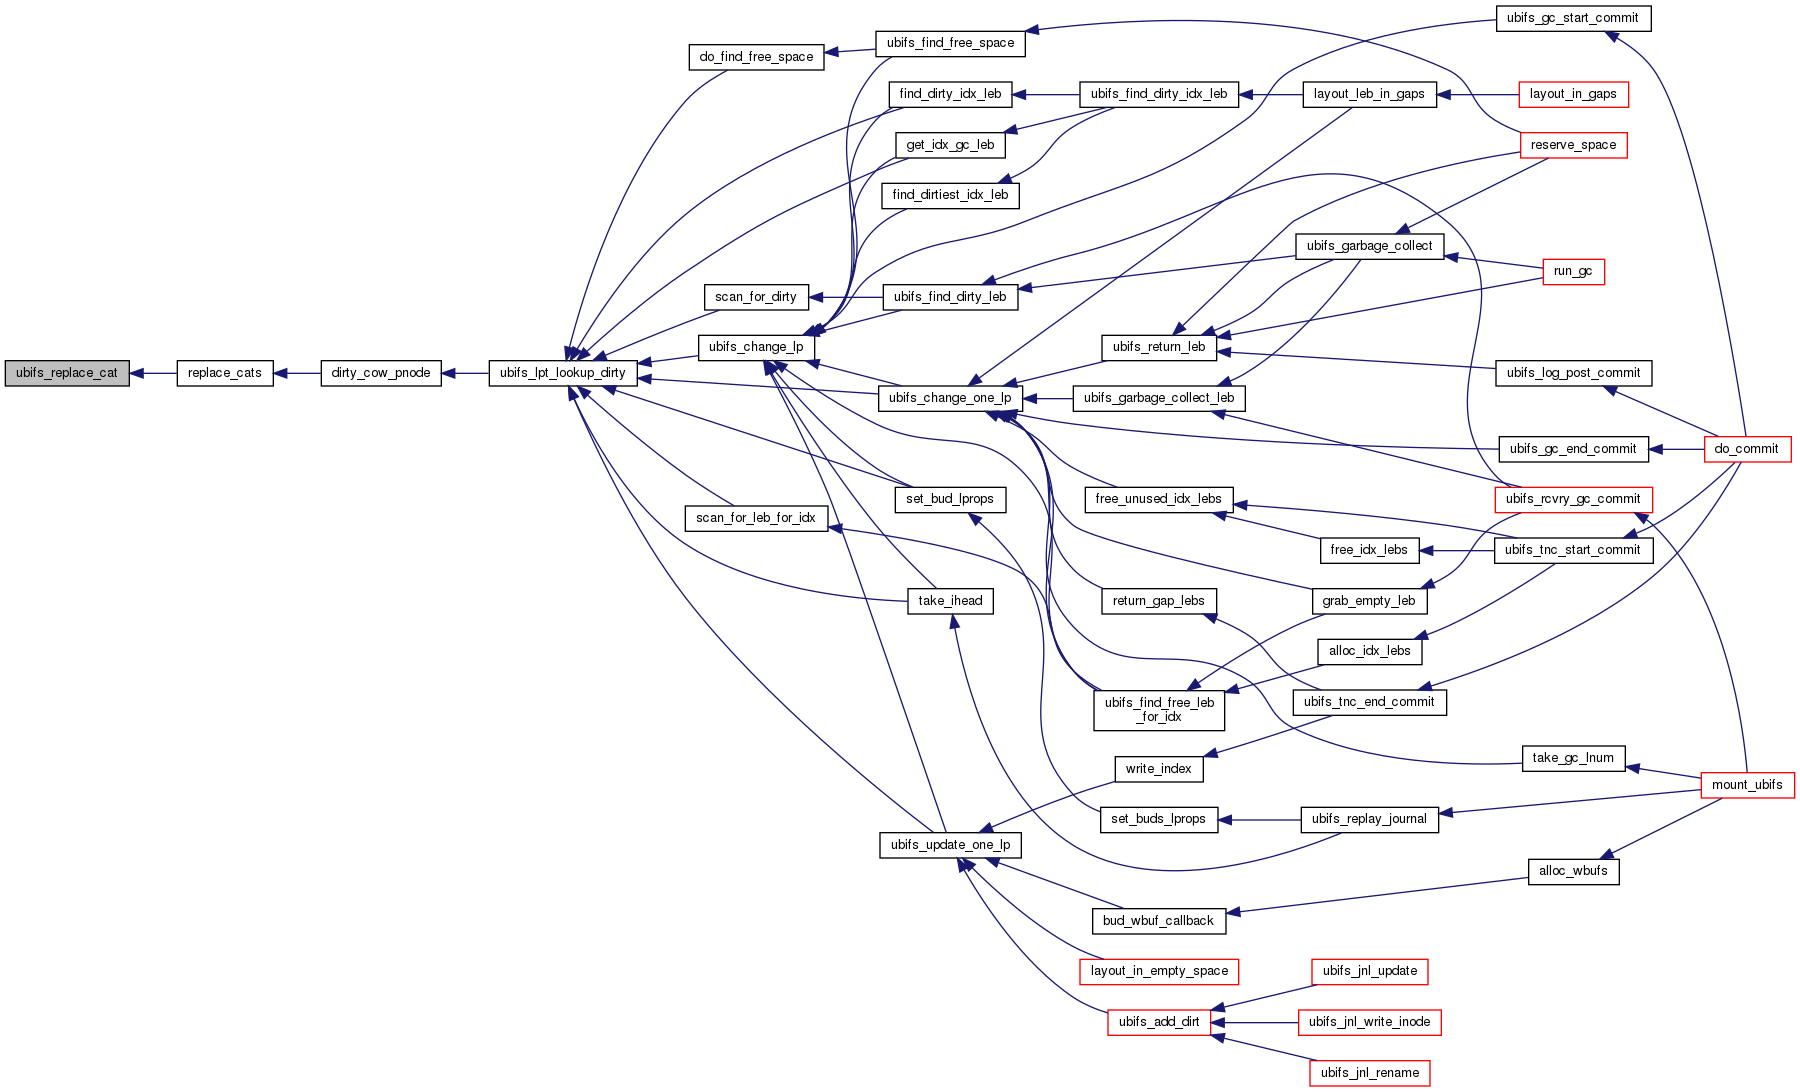 ubifs_gc_start_commit
ubifs_find_free_space
do_find_free_space
find_dirty_idx_leb
ubifs_find_dirty_idx_leb
layout_leb_in_gaps
layout_in_gaps
get_idx_gc_leb
reserve_space
find_dirtiest_idx_leb
ubifs_garbage_collect
run_gc
scan_for_dirty
ubifs_find_dirty_leb
ubifs_change_lp
ubifs_return_leb
ubifs_replace_cat
replace_cats
dirty_cow_pnode
ubifs_lpt_lookup_dirty
ubifs_log_post_commit
ubifs_change_one_lp
ubifs_garbage_collect_leb
ubifs_gc_end_commit
do_commit
set_bud_lprops
free_unused_idx_lebs
ubifs_rcvry_gc_commit
scan_for_leb_for_idx
free_idx_lebs
ubifs_tnc_start_commit
take_ihead
return_gap_lebs
grab_empty_leb
alloc_idx_lebs
ubifs_find_free_leb
_for_idx
ubifs_tnc_end_commit
write_index
take_gc_lnum
mount_ubifs
set_buds_lprops
ubifs_replay_journal
ubifs_update_one_lp
alloc_wbufs
bud_wbuf_callback
layout_in_empty_space
ubifs_jnl_update
ubifs_add_dirt
ubifs_jnl_write_inode
ubifs_jnl_rename